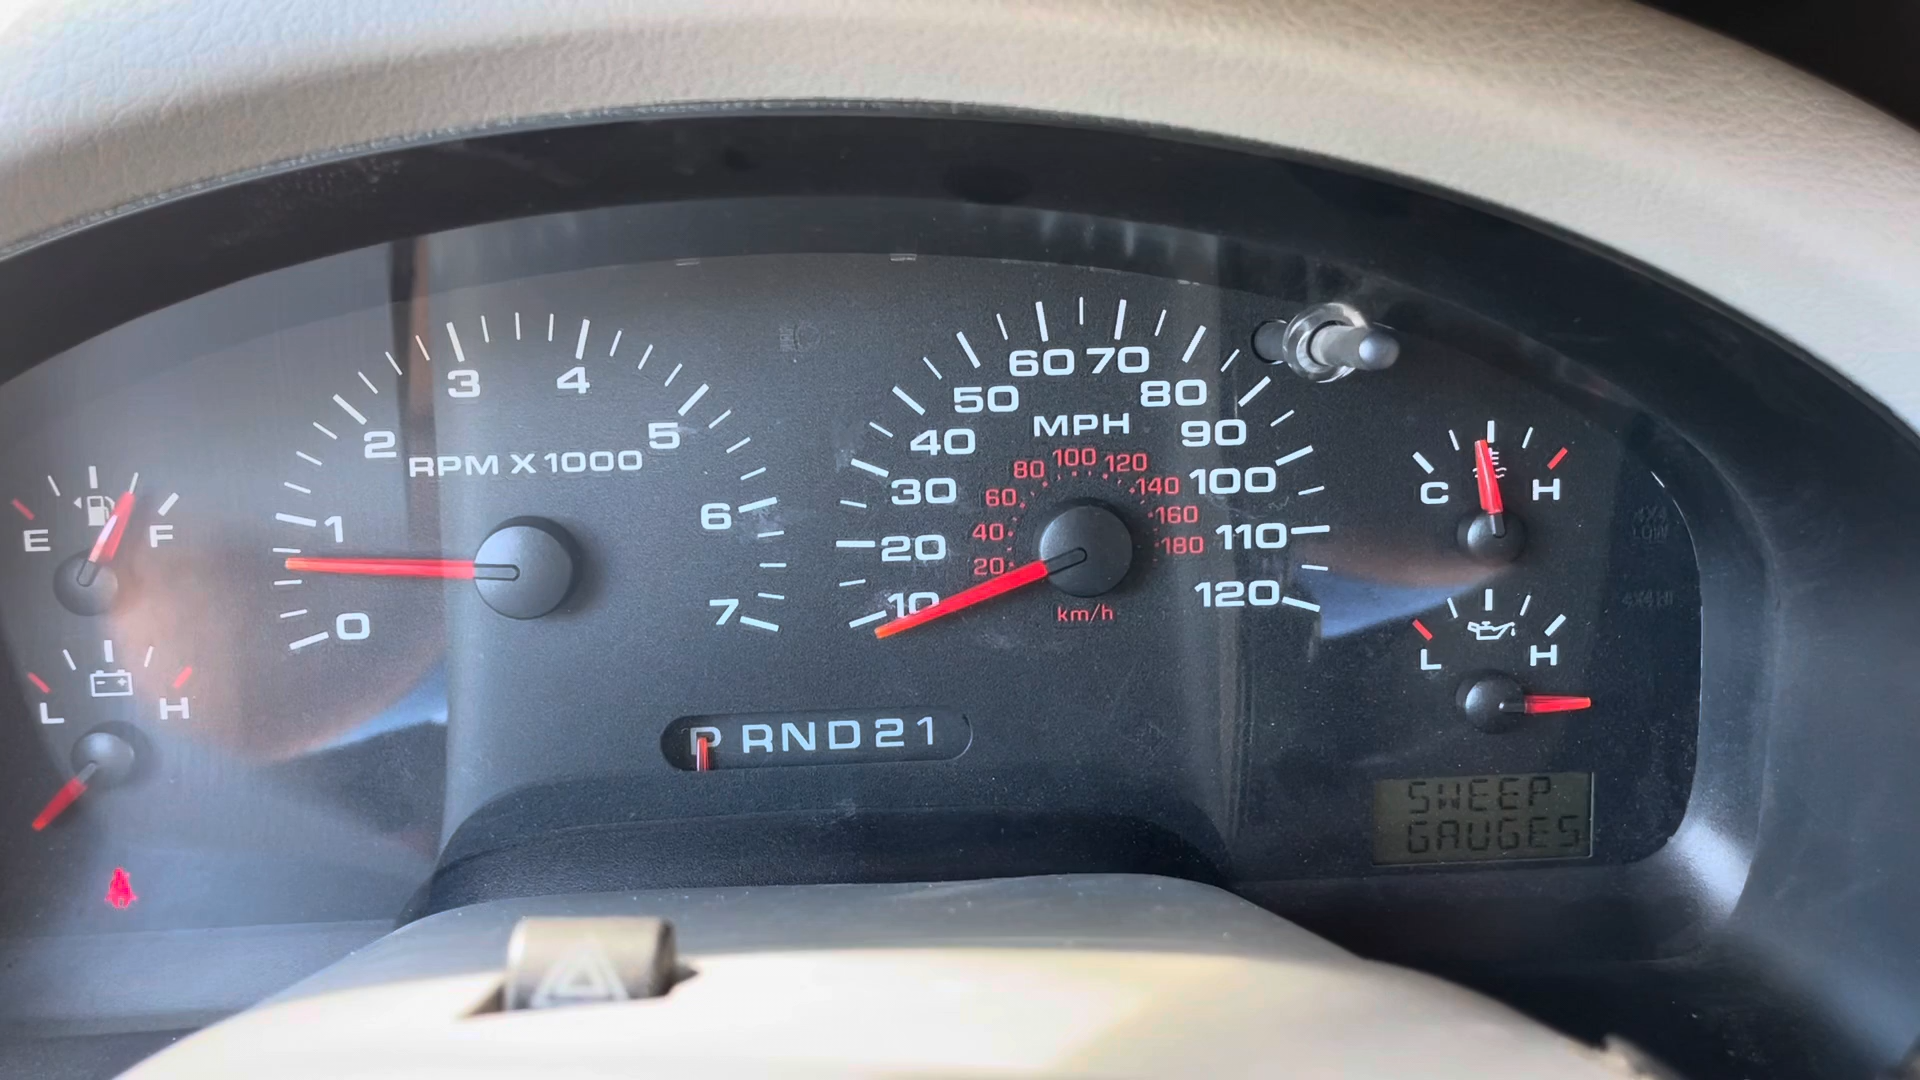 0 1 2 3 4 5 6 7
RPM X 1000
E F
L H
10 20 30 40 50 60 70 80 90 100 110 120
MPH
20 40 60 80 100 120 140 160 180
km/h
C H
L H
4X4
LOW
4X4 HI
P R N D 2 1
SWEEP
GAUGES